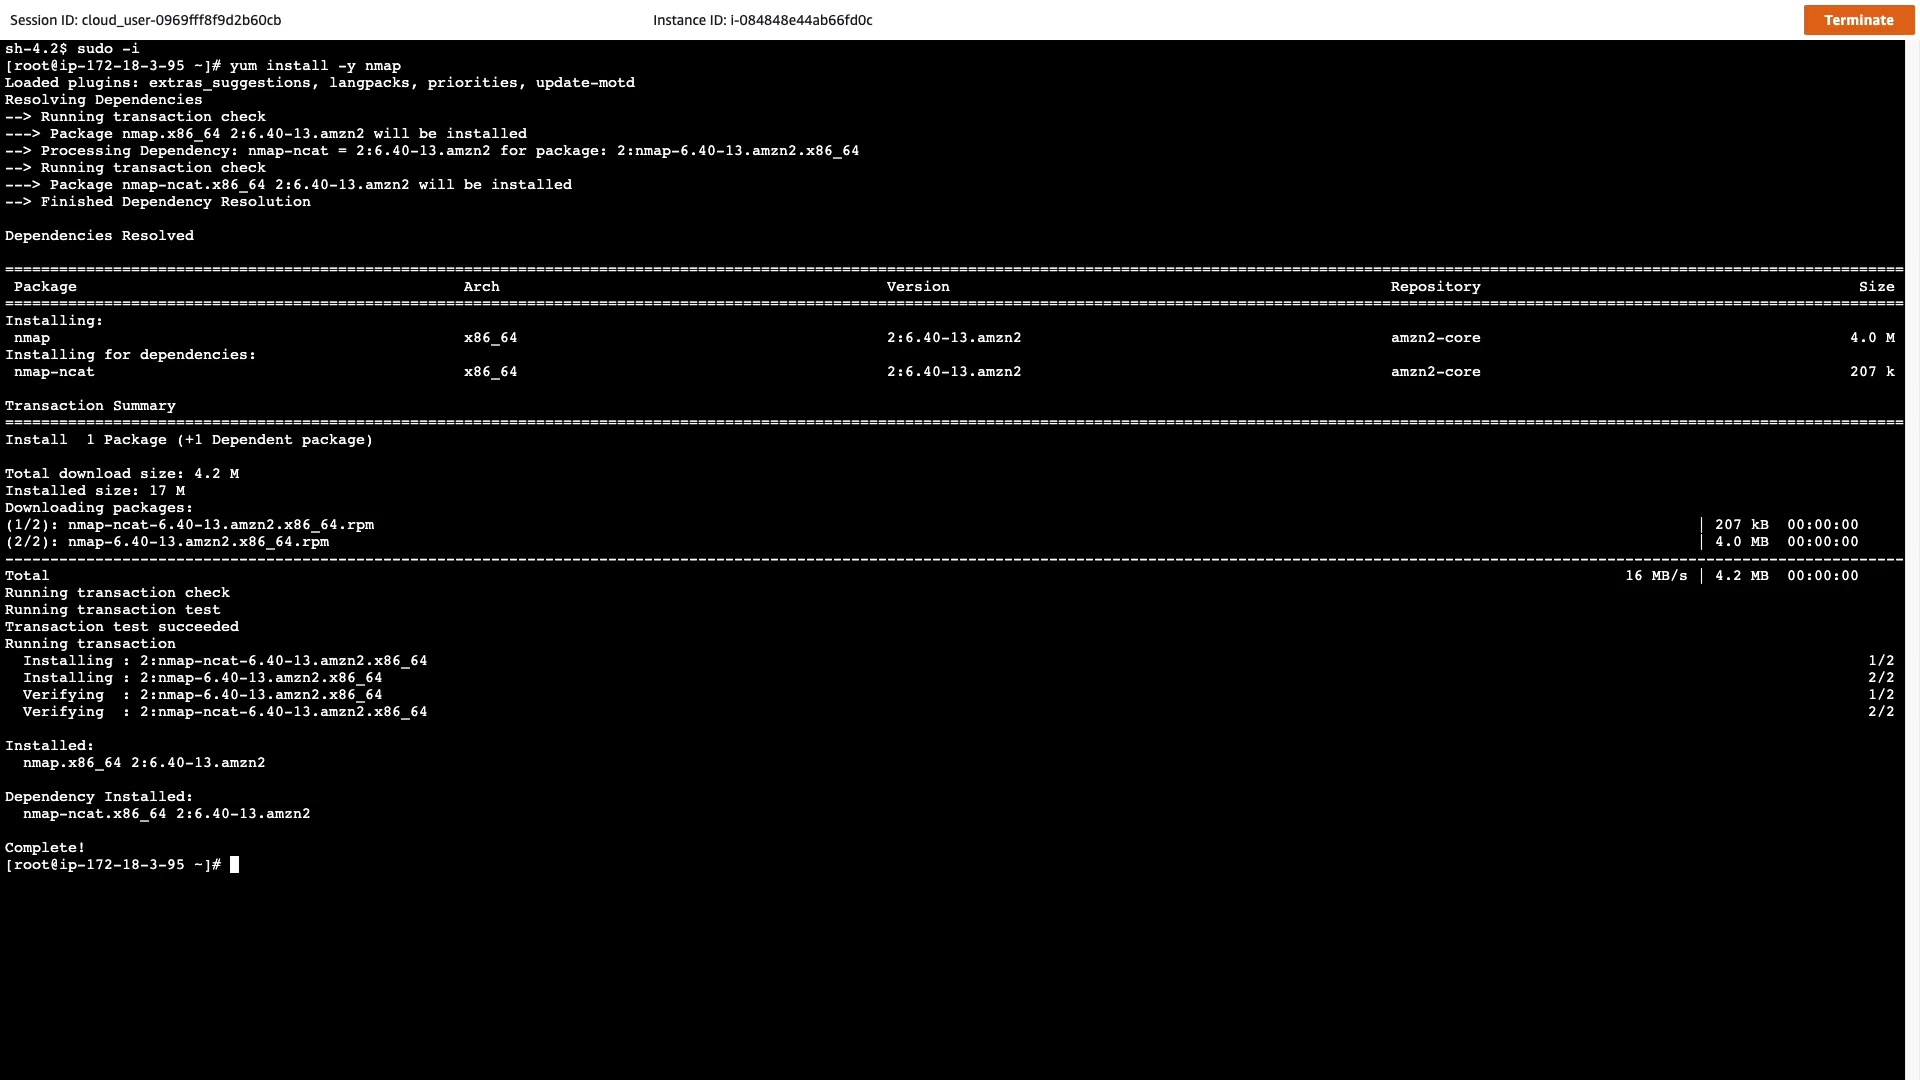 Session ID: cloud_user-0969fff8f9d2b60cb Instance ID: i-084848e44ab66fd0c Terminate
sh-4.2$ sudo -i
[root@ip-172-18-3-95 ~]# yum install -y nmap
Loaded plugins: extras_suggestions, langpacks, priorities, update-motd
Resolving Dependencies
--> Running transaction check
---> Package nmap.x86_64 2:6.40-13.amzn2 will be installed
--> Processing Dependency: nmap-ncat = 2:6.40-13.amzn2 for package: 2:nmap-6.40-13.amzn2.x86_64
--> Running transaction check
---> Package nmap-ncat.x86_64 2:6.40-13.amzn2 will be installed
--> Finished Dependency Resolution
Dependencies Resolved
Package Arch Version Repository Size
Installing:
nmap x86_64 2:6.40-13.amzn2 amzn2-core 4.0 M
Installing for dependencies:
nmap-ncat x86_64 2:6.40-13.amzn2 amzn2-core 207 k
Transaction Summary
Install 1 Package (+1 Dependent package)
Total download size: 4.2 M
Installed size: 17 M
Downloading packages:
(1/2): nmap-ncat-6.40-13.amzn2.x86_64.rpm | 207 kB 00:00:00
(2/2): nmap-6.40-13.amzn2.x86_64.rpm | 4.0 MB 00:00:00
Total 16 MB/s | 4.2 MB 00:00:00
Running transaction check
Running transaction test
Transaction test succeeded
Running transaction
Installing : 2:nmap-ncat-6.40-13.amzn2.x86_64 1/2
Installing : 2:nmap-6.40-13.amzn2.x86_64 2/2
Verifying : 2:nmap-6.40-13.amzn2.x86_64 1/2
Verifying : 2:nmap-ncat-6.40-13.amzn2.x86_64 2/2
Installed:
nmap.x86_64 2:6.40-13.amzn2
Dependency Installed:
nmap-ncat.x86_64 2:6.40-13.amzn2
Complete!
[root@ip-172-18-3-95 ~]#